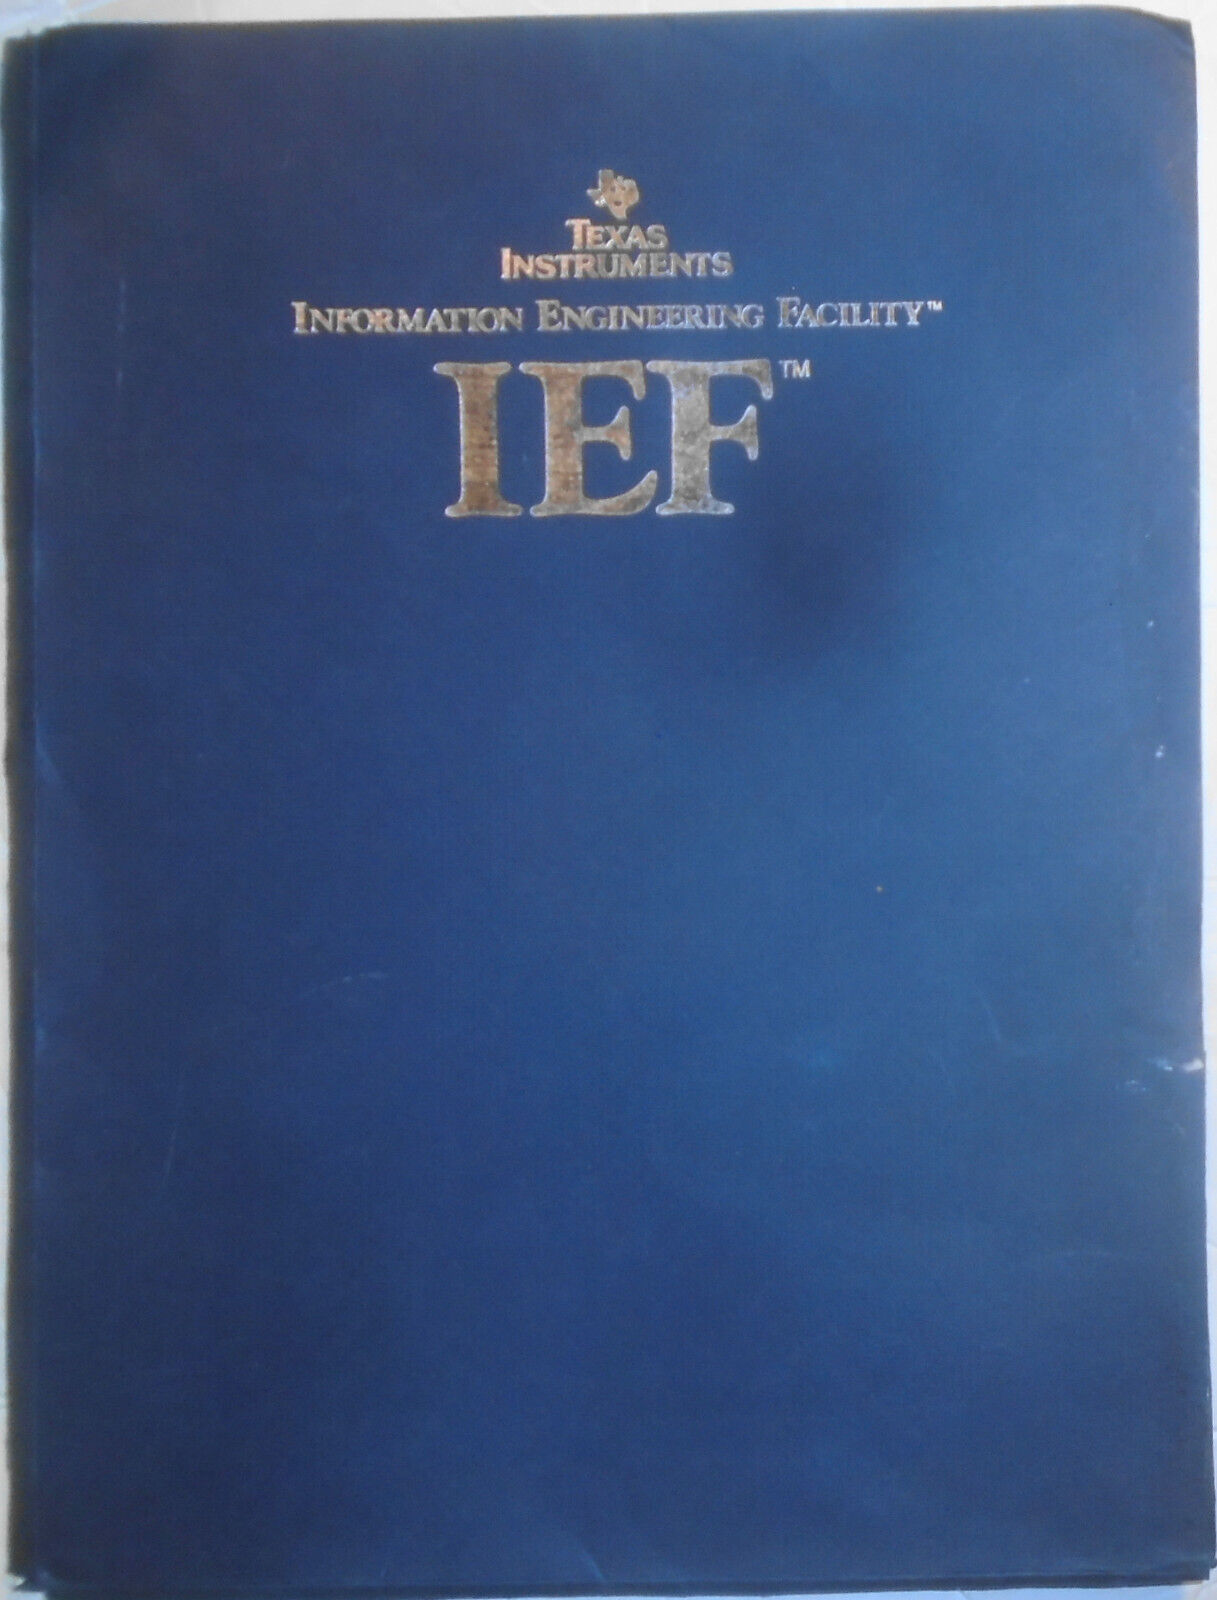 TEXAS
INSTRUMENTS
INFORMATION ENGINEERING FACILITY™
IEF™